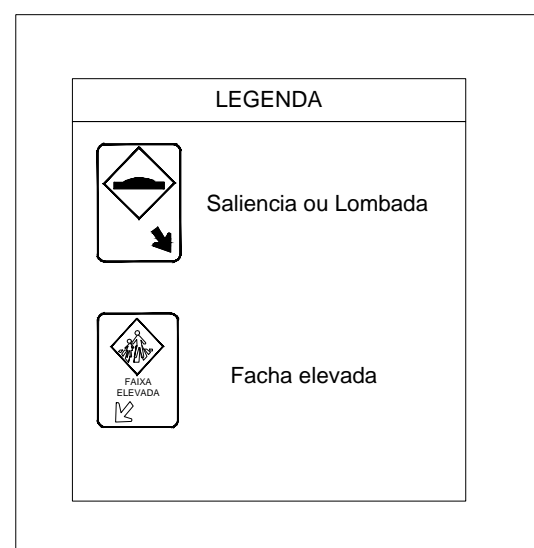 LEGENDA
Saliencia ou Lombada
FAIXA
ELEVADA
Facha elevada